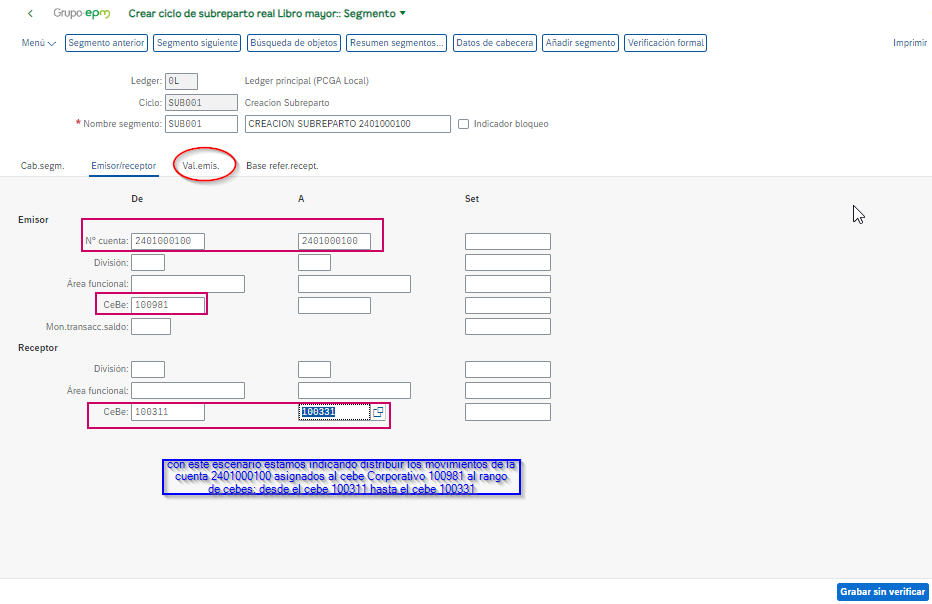 Grupo·epm Crear ciclo de subreparto real Libro mayor:: Segmento
Menú Segmento anterior Segmento siguiente Búsqueda de objetos Resumen segmentos... Datos de cabecera Añadir segmento Verificación formal Imprimir
Ledger: 0L Ledger principal (PCGA Local)
Ciclo: SUB001 Creacion Subreparto
* Nombre segmento: SUB001 CREACION SUBREPARTO 2401000100 Indicador bloqueo
Cab.segm. Emisor/receptor Val.emis. Base refer.recept.
De A Set
Emisor
Nº cuenta: 2401000100 2401000100
División:
Área funcional:
CeBe: 100981
Mon.transacc.saldo:
Receptor
División:
Área funcional:
CeBe: 100311 100331
con este escenario estamos indicando distribuir los movimientos de la
cuenta 2401000100 asignados al cebe Corporativo 100981 al rango
de cebes: desde el cebe 100311 hasta el cebe 100331
Grabar sin verificar